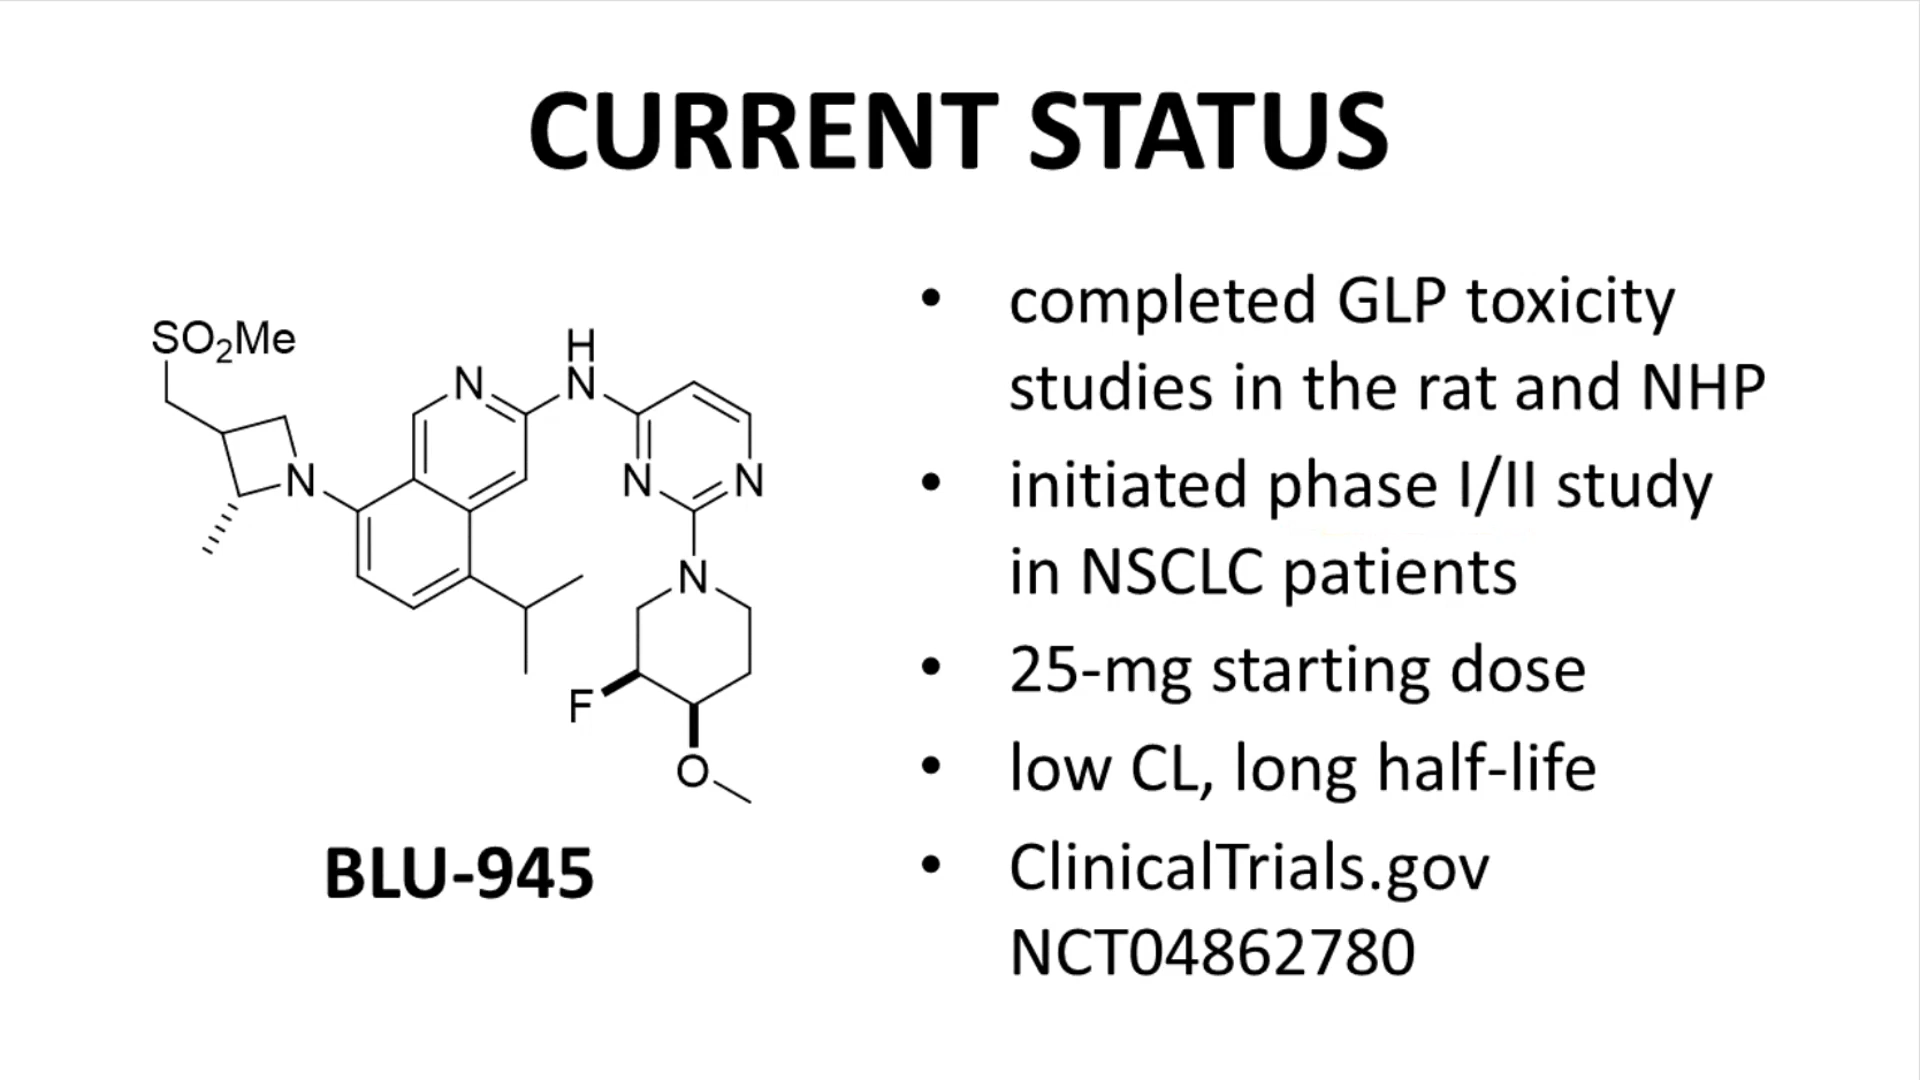 CURRENT STATUS
SO2Me
H
N
N
N
N
N
N
F
O
BLU-945
• completed GLP toxicity
studies in the rat and NHP
• initiated phase I/II study
in NSCLC patients
• 25-mg starting dose
• low CL, long half-life
• ClinicalTrials.gov
NCT04862780